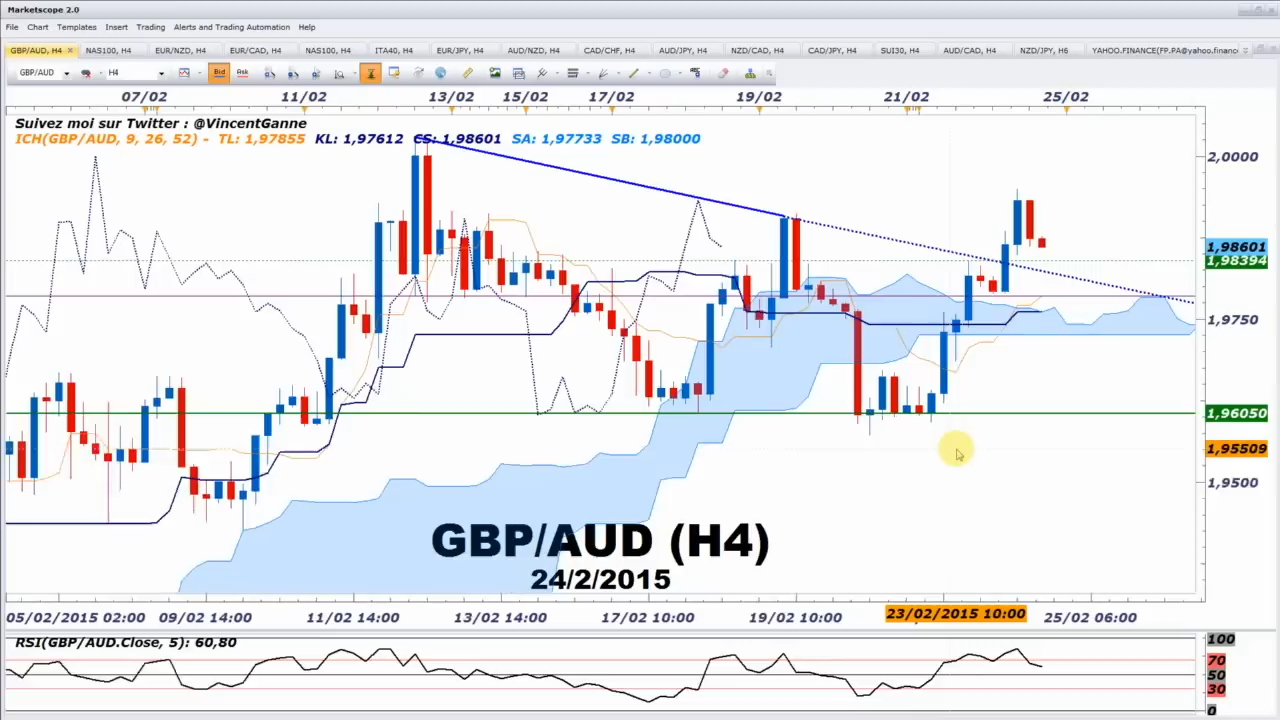 Marketscope 2.0
File Chart Templates Insert Trading Alerts and Trading Automation Help
GBP/AUD, H4 NAS100, H4 EUR/NZD, H4 EUR/CAD, H4 NAS100, H4 ITA40, H4 EUR/JPY, H4 AUD/NZD, H4 CAD/CHF, H4 AUD/JPY, H4 NZD/CAD, H4 CAD/JPY, H4 SUI30, H4 AUD/CAD, H4 NZD/JPY, H6 YAHOO.FINANCE(FP.PA@yahoo.finance
GBP/AUD H4 Bid Ask
07/02 11/02 13/02 15/02 17/02 19/02 21/02 25/02
Suivez moi sur Twitter : @VincentGanne
ICH(GBP/AUD, 9, 26, 52) - TL: 1,97855 KL: 1,97612 CS: 1,98601 SA: 1,97733 SB: 1,98000
2,0000
1,98601
1,98394
1,9750
1,96050
1,95509
1,9500
GBP/AUD (H4)
24/2/2015
05/02/2015 02:00 09/02 14:00 11/02 14:00 13/02 14:00 17/02 10:00 19/02 10:00 23/02/2015 10:00 25/02 06:00
RSI(GBP/AUD.Close, 5): 60,80
100
70
50
30
0